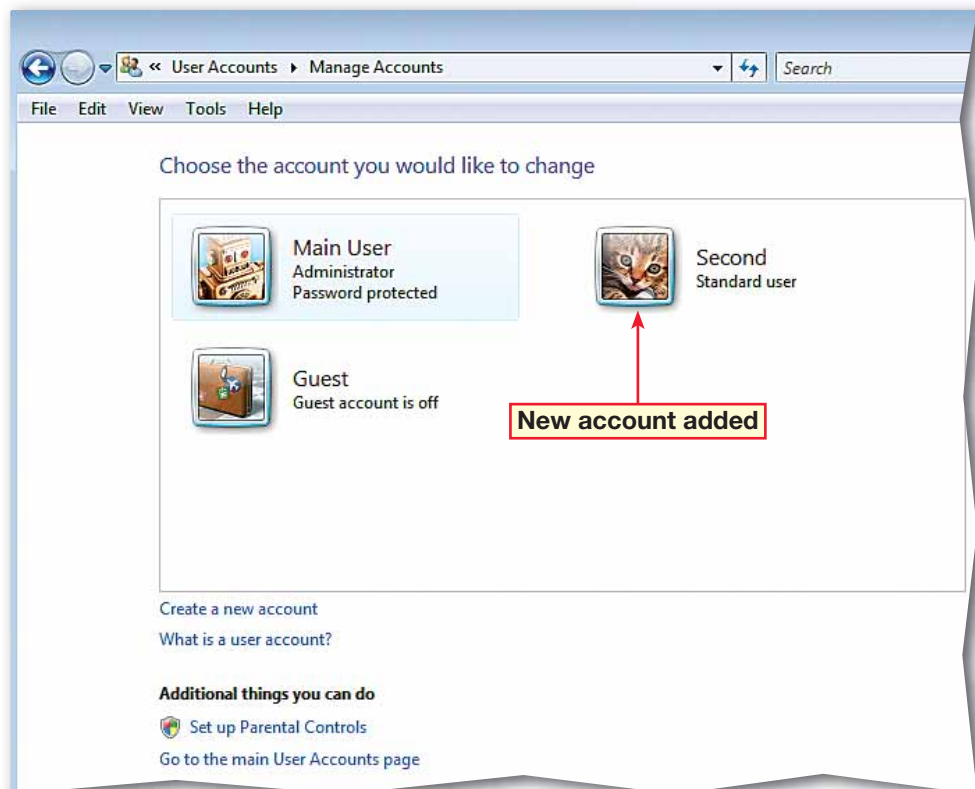 « User Accounts ▸ Manage Accounts
Search
File Edit View Tools Help
Choose the account you would like to change
Main User
Administrator
Password protected
Second
Standard user
Guest
Guest account is off
New account added
Create a new account
What is a user account?
Additional things you can do
Set up Parental Controls
Go to the main User Accounts page